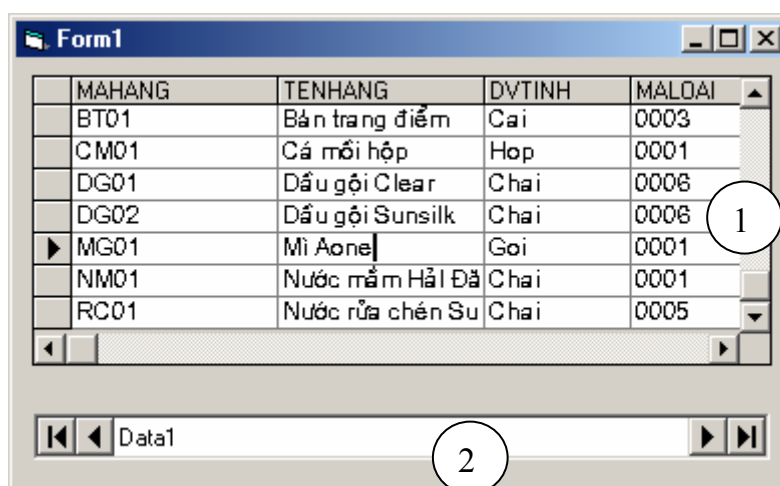 Form1
MAHANG TENHANG DVTINH MALOAI
BT01 Bàn trang điểm Cai 0003
CM01 Cá mồi hộp Hop 0001
DG01 Dầu gội Clear Chai 0006
DG02 Dầu gội Sunsilk Chai 0006
MG01 Mì Aone Goi 0001
NM01 Nước mắm Hải Đă Chai 0001
RC01 Nước rửa chén Su Chai 0005
1
Data1
2